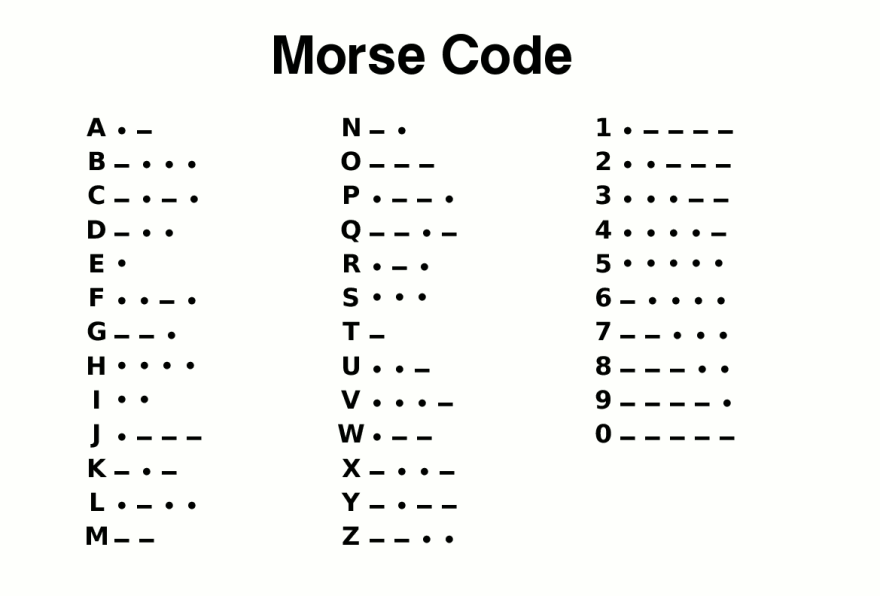 Morse Code
A • –
B – • • •
C – • – •
D – • •
E •
F • • – •
G – – •
H • • • •
I • •
J • – – –
K – • –
L • – • •
M – –
N – •
O – – –
P • – – •
Q – – • –
R • – •
S • • •
T –
U • • –
V • • • –
W • – –
X – • • –
Y – • – –
Z – – • •
1 • – – – –
2 • • – – –
3 • • • – –
4 • • • • –
5 • • • • •
6 – • • • •
7 – – • • •
8 – – – • •
9 – – – – •
0 – – – – –